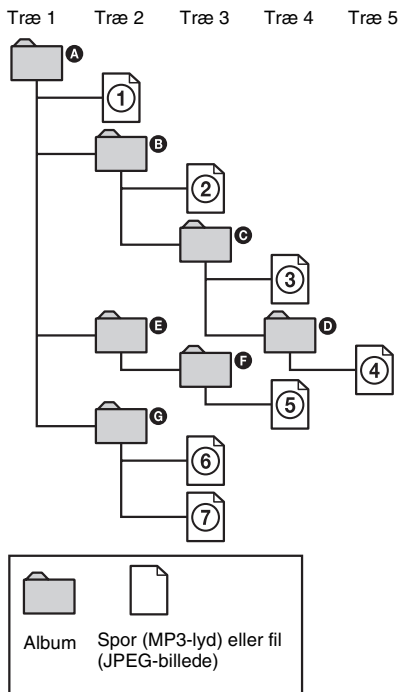 Træ 1 Træ 2 Træ 3 Træ 4 Træ 5
A
1
B
2
C
3
E
D
F
4
5
G
6
7
Album
Spor (MP3-lyd) eller fil
(JPEG-billede)